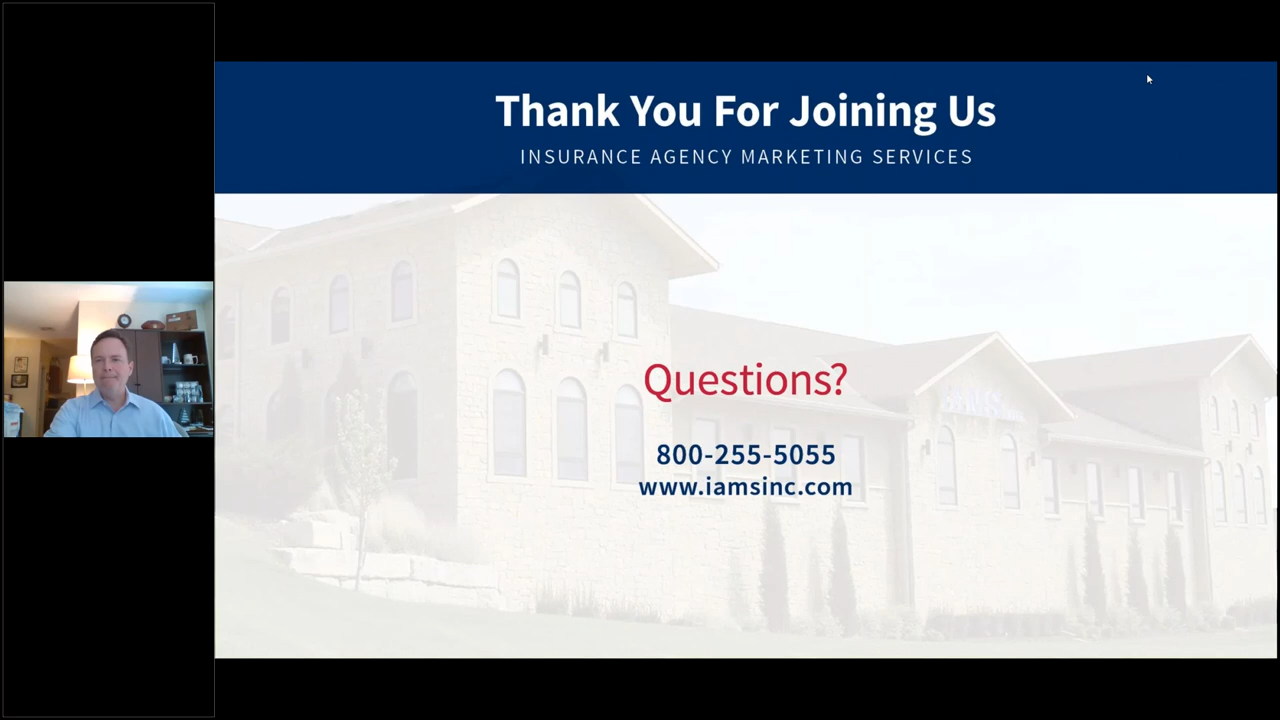 Thank You For Joining Us
INSURANCE AGENCY MARKETING SERVICES
Questions?
800-255-5055
www.iamsinc.com